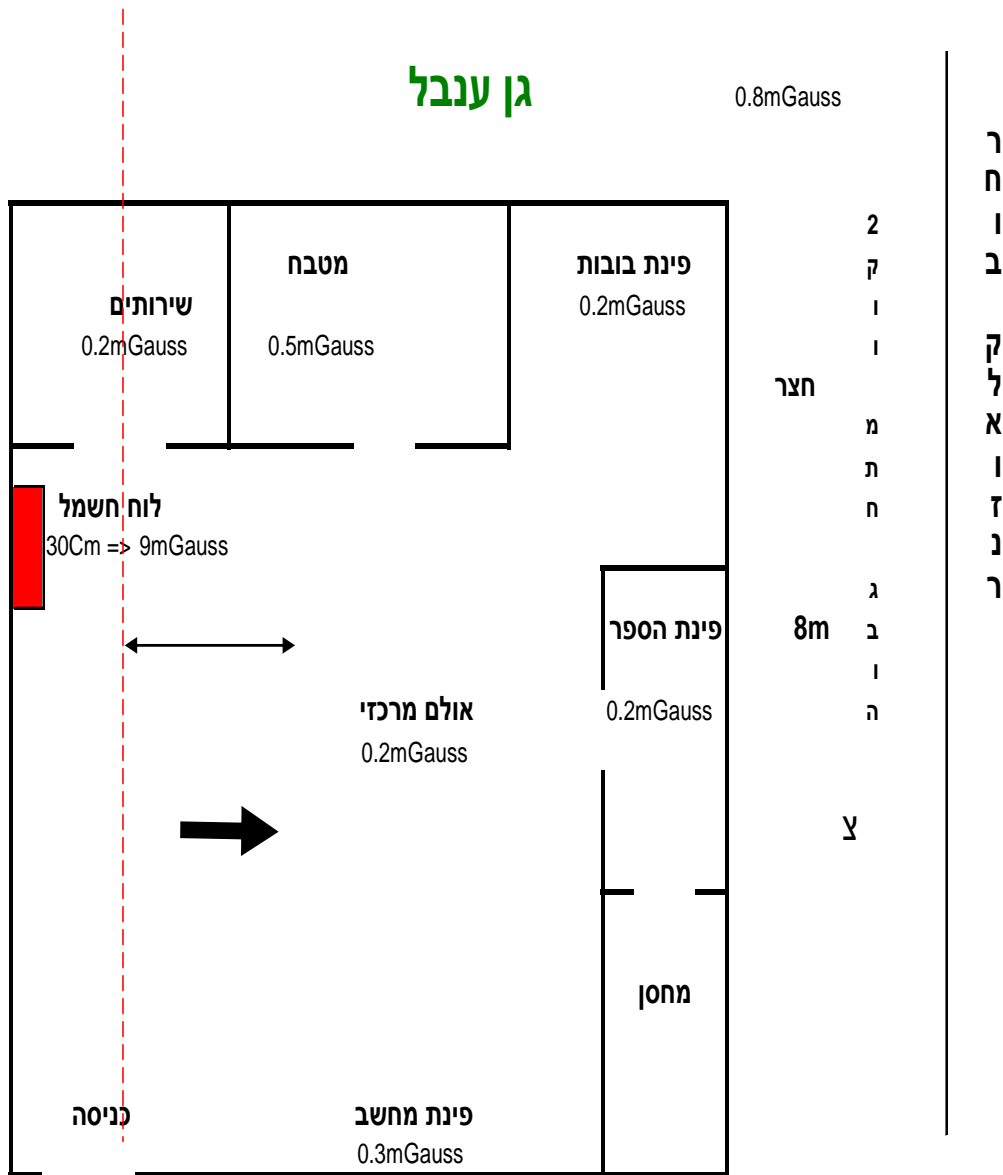 גן ענבל
0.8mGauss
רחוב קלאוזנר
2 קווי מתח גבוה
מטבח
פינת בובות
שירותים
0.2mGauss
0.2mGauss
0.5mGauss
חצר
לוח חשמל
30Cm => 9mGauss
פינת הספר
8m
אולם מרכזי
0.2mGauss
0.2mGauss
צ
מחסן
כניסה
פינת מחשב
0.3mGauss